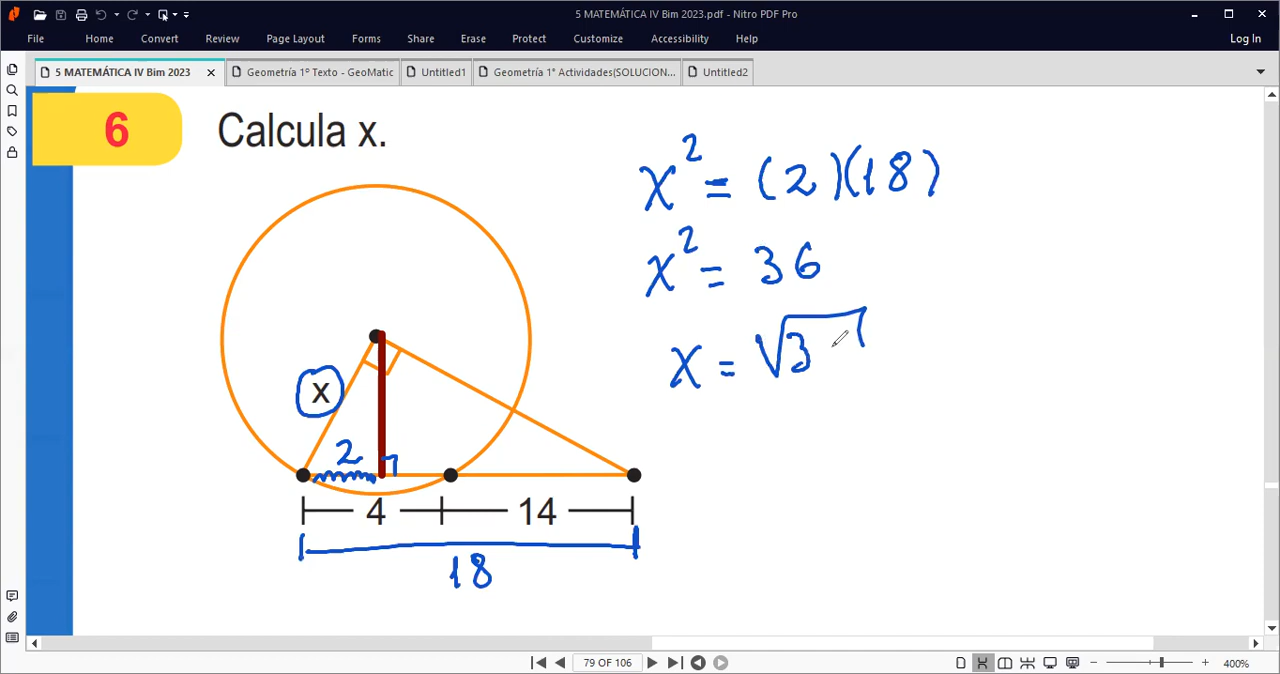 5 MATEMÁTICA IV Bim 2023.pdf - Nitro PDF Pro
File Home Convert Review Page Layout Forms Share Erase Protect Customize Accessibility Help Log In
5 MATEMÁTICA IV Bim 2023 Geometría 1º Texto - GeoMatic Untitled1 Geometría 1° Actividades(SOLUCION... Untitled2
6 Calcula x.
x² = (2)(18)
x² = 36
x = √3
x
2
4 14
18
79 OF 106 400%